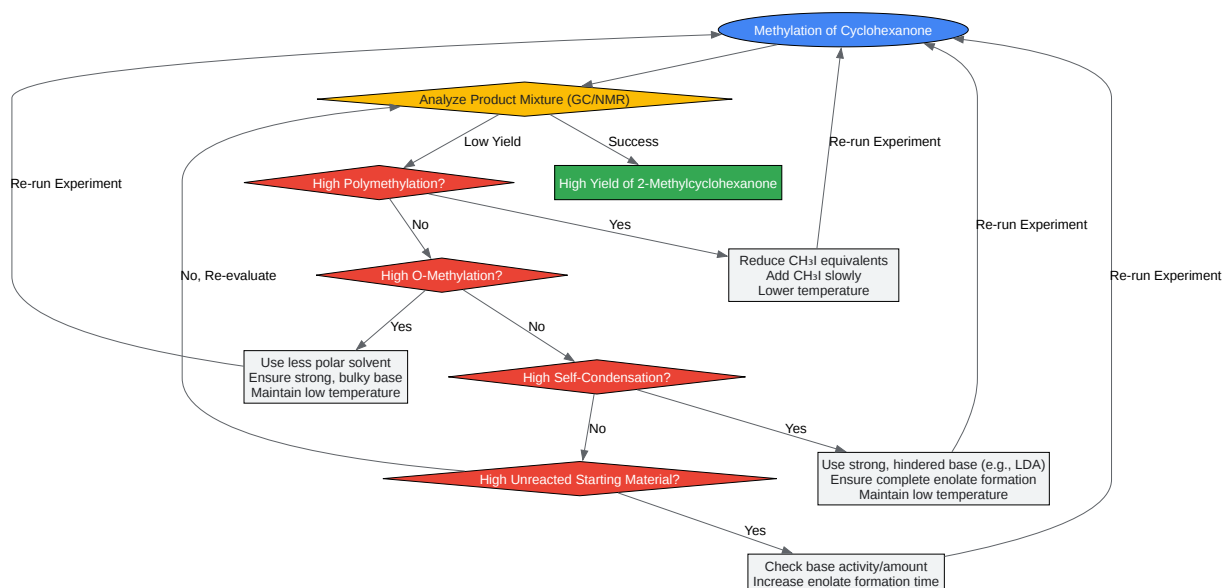 Methylation of Cyclohexanone
Analyze Product Mixture (GC/NMR)
Low Yield
Success
Re-run Experiment
Re-run Experiment
High Polymethylation?
High Yield of 2-Methylcyclohexanone
No
Yes
Re-run Experiment
Reduce CH₃I equivalents
Add CH₃I slowly
Lower temperature
High O-Methylation?
No, Re-evaluate
Re-run Experiment
Yes
No
Use less polar solvent
Ensure strong, bulky base
Maintain low temperature
High Self-Condensation?
No
Yes
Use strong, hindered base (e.g., LDA)
Ensure complete enolate formation
Maintain low temperature
High Unreacted Starting Material?
Yes
Check base activity/amount
Increase enolate formation time